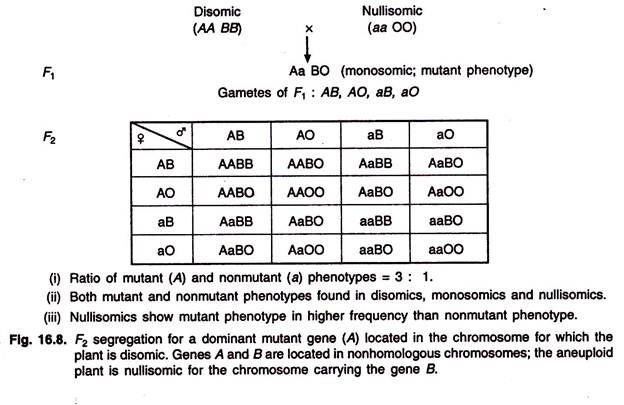 Disomic Nullisomic
(AA BB) × (aa OO)
F₁ Aa BO (monosomic; mutant phenotype)
Gametes of F₁ : AB, AO, aB, aO
F₂
♀ ♂ AB AO aB aO
AB AABB AABO AaBB AaBO
AO AABO AAOO AaBO AaOO
aB AaBB AaBO aaBB aaBO
aO AaBO AaOO aaBO aaOO
(i) Ratio of mutant (A) and nonmutant (a) phenotypes = 3 : 1.
(ii) Both mutant and nonmutant phenotypes found in disomics, monosomics and nullisomics.
(iii) Nullisomics show mutant phenotype in higher frequency than nonmutant phenotype.
Fig. 16.8. F₂ segregation for a dominant mutant gene (A) located in the chromosome for which the
plant is disomic. Genes A and B are located in nonhomologous chromosomes; the aneuploid
plant is nullisomic for the chromosome carrying the gene B.